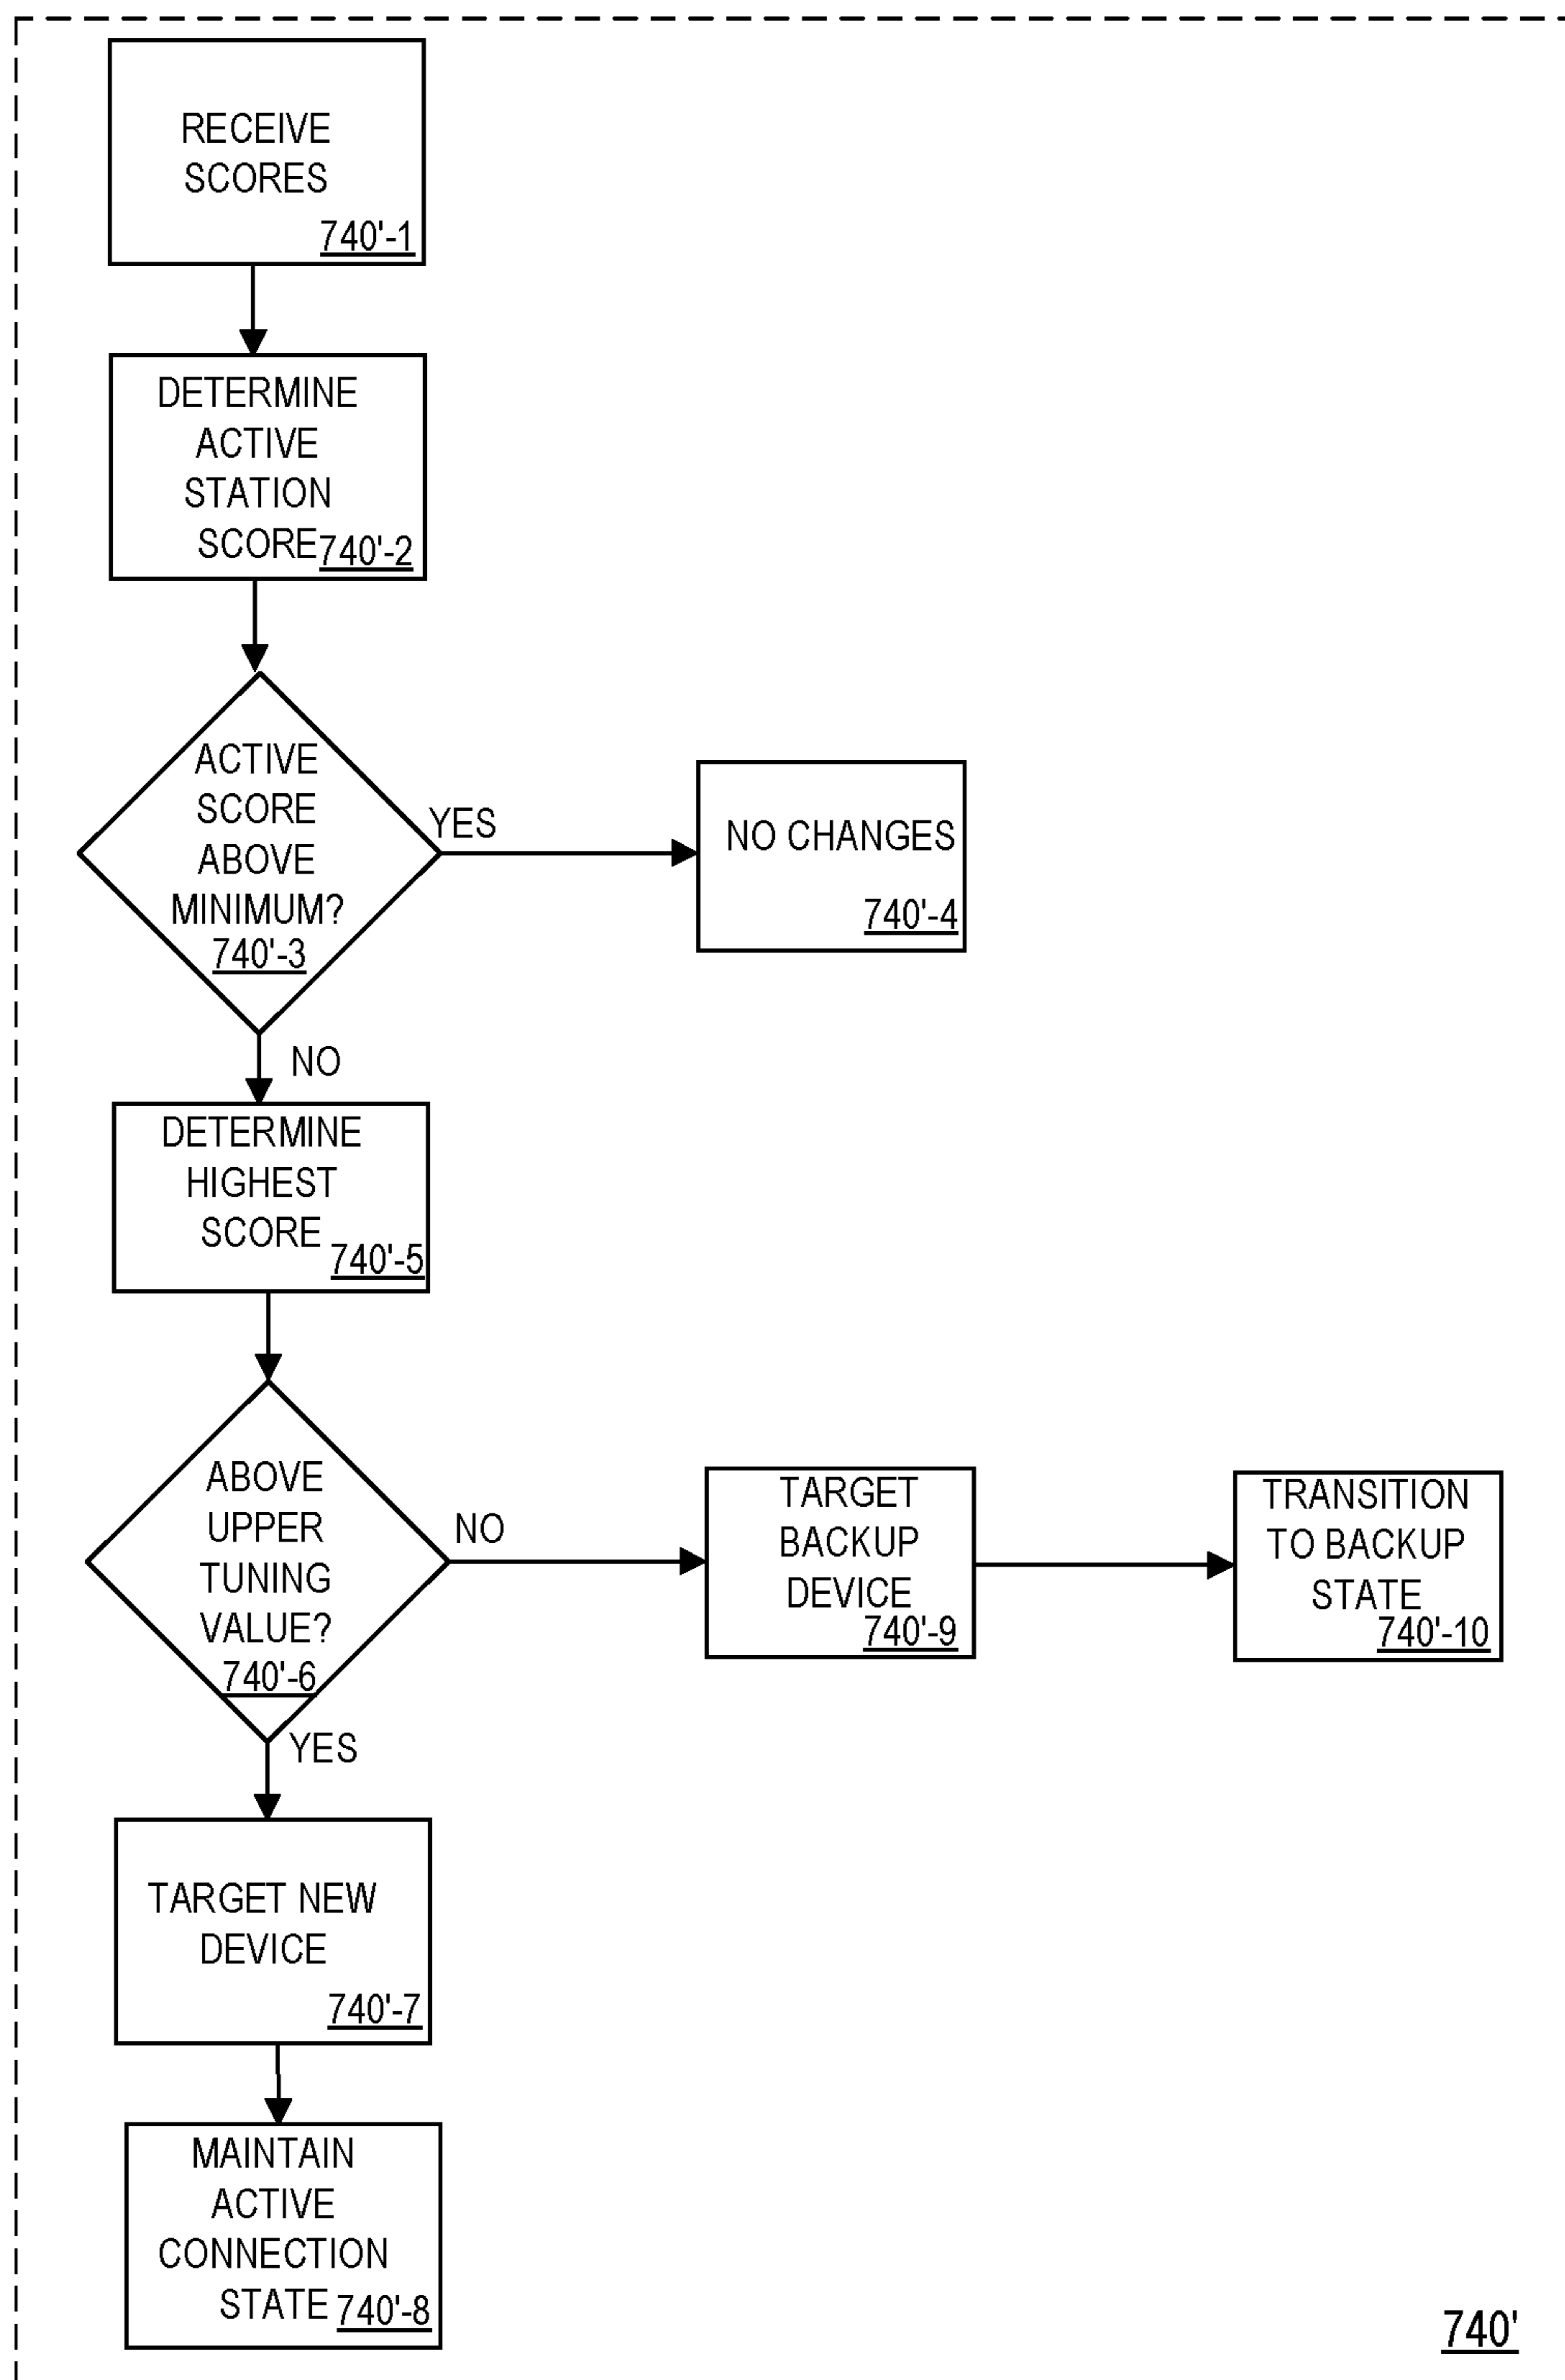 RECEIVE
SCORES
740'-1
DETERMINE
ACTIVE
STATION
SCORE 740'-2
ACTIVE
SCORE
ABOVE
MINIMUM?
740'-3
YES
NO CHANGES
740'-4
NO
DETERMINE
HIGHEST
SCORE 740'-5
ABOVE
UPPER
TUNING
VALUE?
740'-6
NO
TARGET
BACKUP
DEVICE
740'-9
TRANSITION
TO BACKUP
STATE
740'-10
YES
TARGET NEW
DEVICE
740'-7
MAINTAIN
ACTIVE
CONNECTION
STATE 740'-8
740'